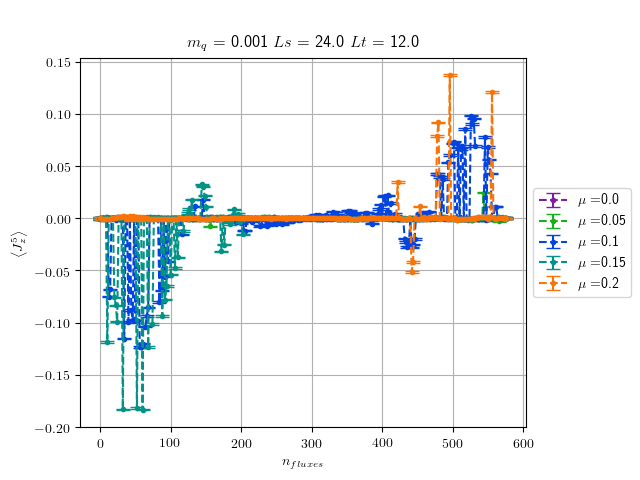 m_q = 0.001 Ls = 24.0 Lt = 12.0
⟨J_z^5⟩
0.15
0.10
0.05
0.00
−0.05
−0.10
−0.15
−0.20
0 100 200 300 400 500 600
n_fluxes
μ =0.0
μ =0.05
μ =0.1
μ =0.15
μ =0.2